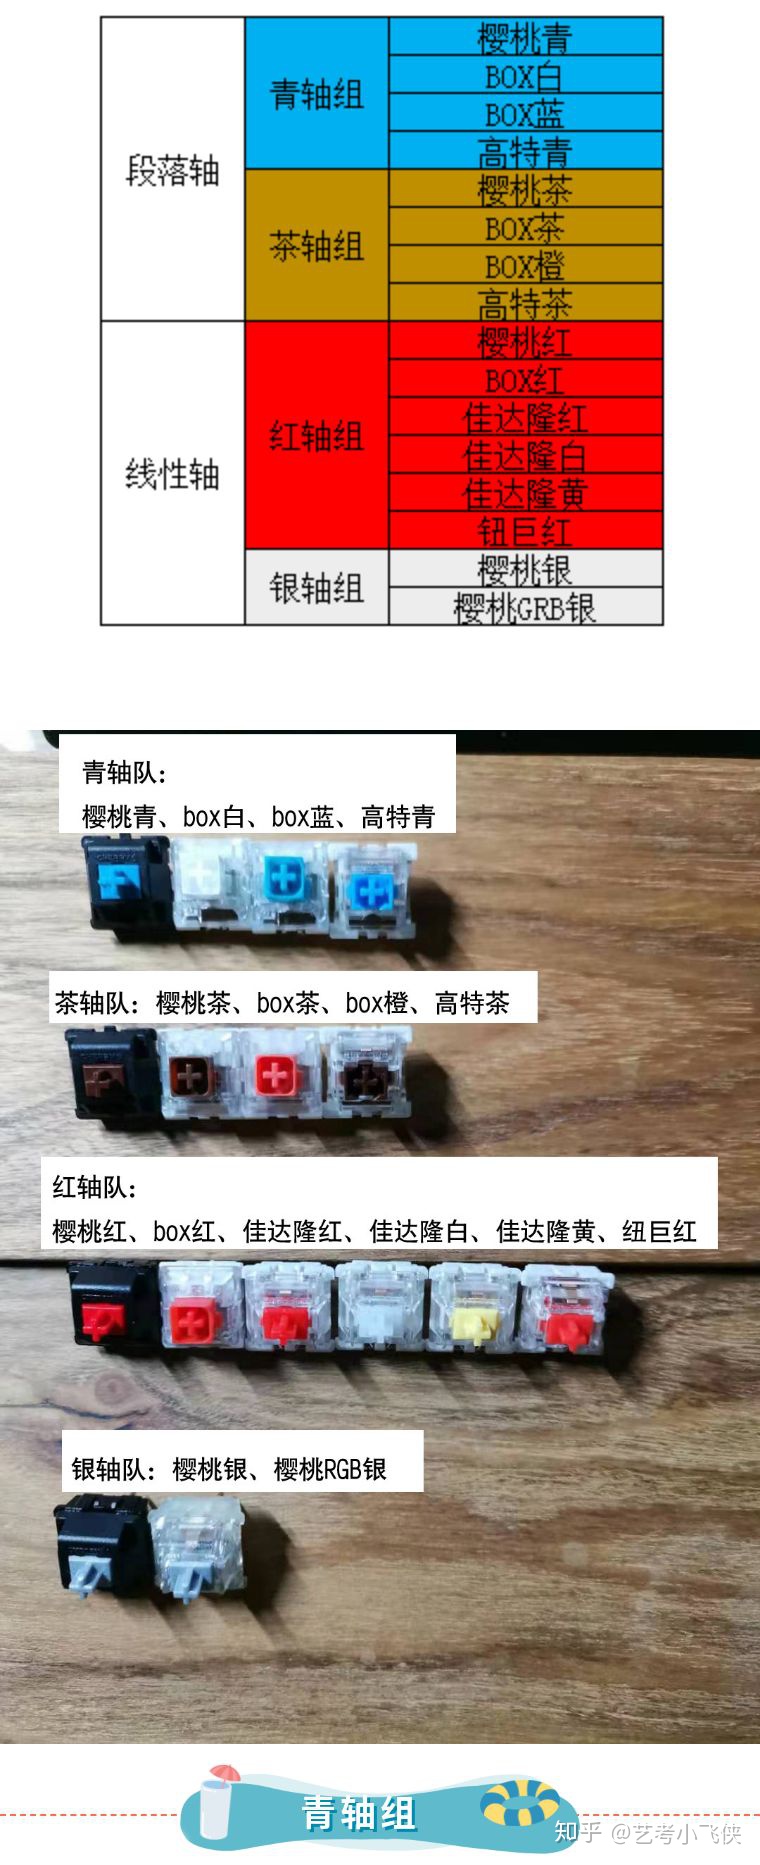 段落轴
青轴组
樱桃青
BOX白
BOX蓝
高特青
茶轴组
樱桃茶
BOX茶
BOX橙
高特茶
线性轴
红轴组
樱桃红
BOX红
佳达隆红
佳达隆白
佳达隆黄
钮巨红
银轴组
樱桃银
樱桃GRB银
青轴队:
樱桃青、box白、box蓝、高特青
茶轴队: 樱桃茶、box茶、box橙、高特茶
红轴队:
樱桃红、box红、佳达隆红、佳达隆白、佳达隆黄、纽巨红
银轴队: 樱桃银、樱桃RGB银
青轴组
知乎 @艺考小飞侠